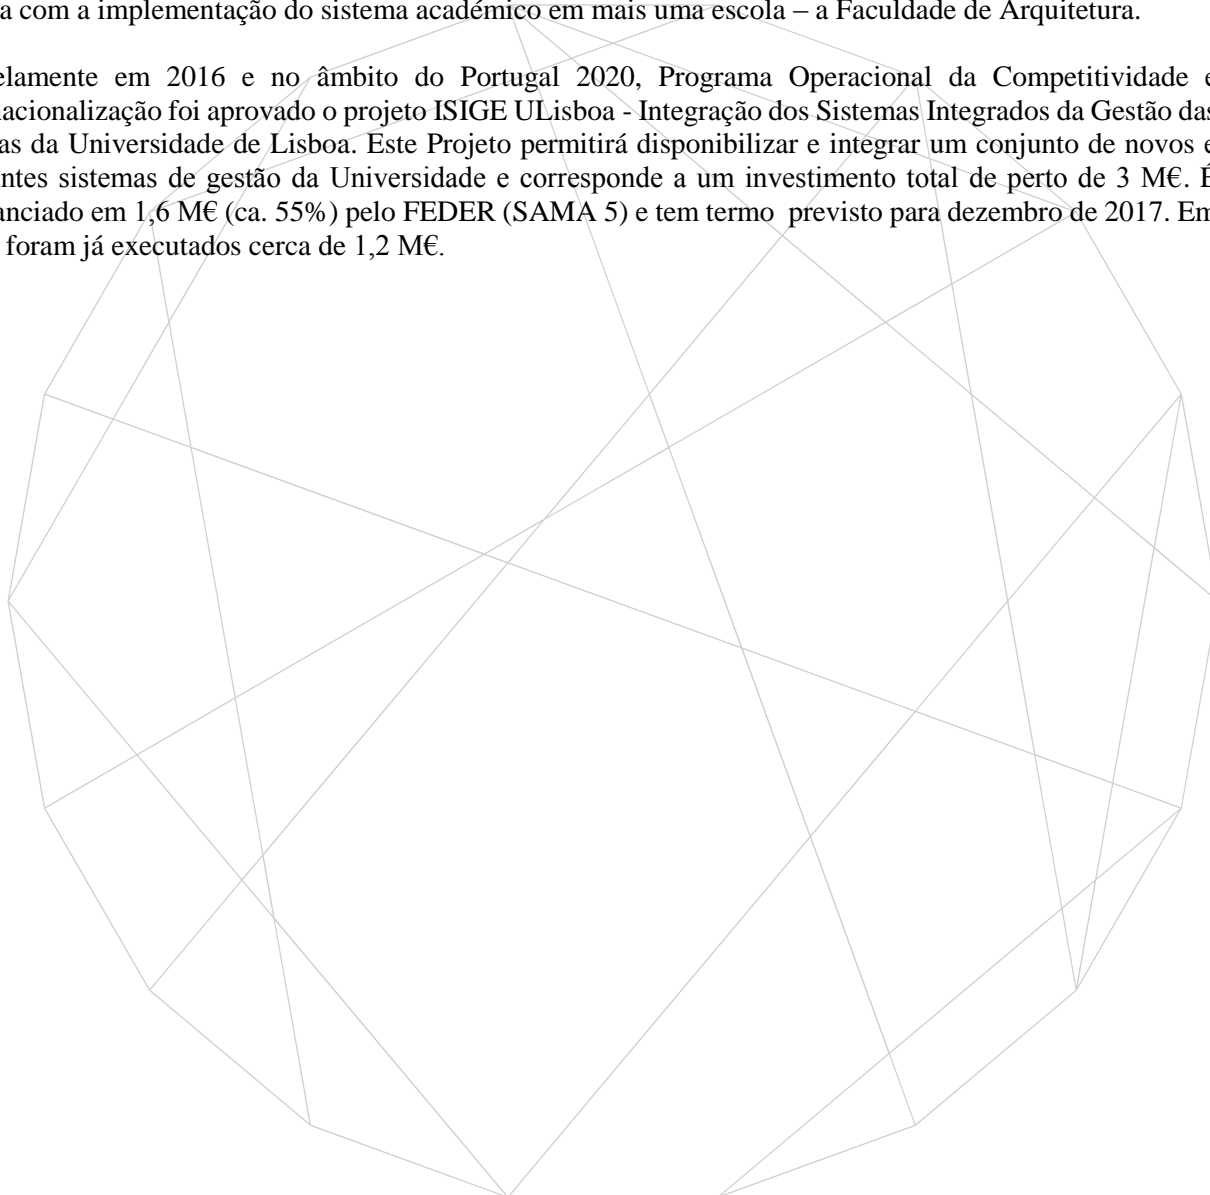 a com a implementação do sistema académico em mais uma escola – a Faculdade de Arquitetura.
elamente em 2016 e no âmbito do Portugal 2020, Programa Operacional da Competitividade e
nacionalização foi aprovado o projeto ISIGE ULisboa - Integração dos Sistemas Integrados da Gestão das
as da Universidade de Lisboa. Este Projeto permitirá disponibilizar e integrar um conjunto de novos e
ntes sistemas de gestão da Universidade e corresponde a um investimento total de perto de 3 M€. É
anciado em 1,6 M€ (ca. 55%) pelo FEDER (SAMA 5) e tem termo previsto para dezembro de 2017. Em
foram já executados cerca de 1,2 M€.